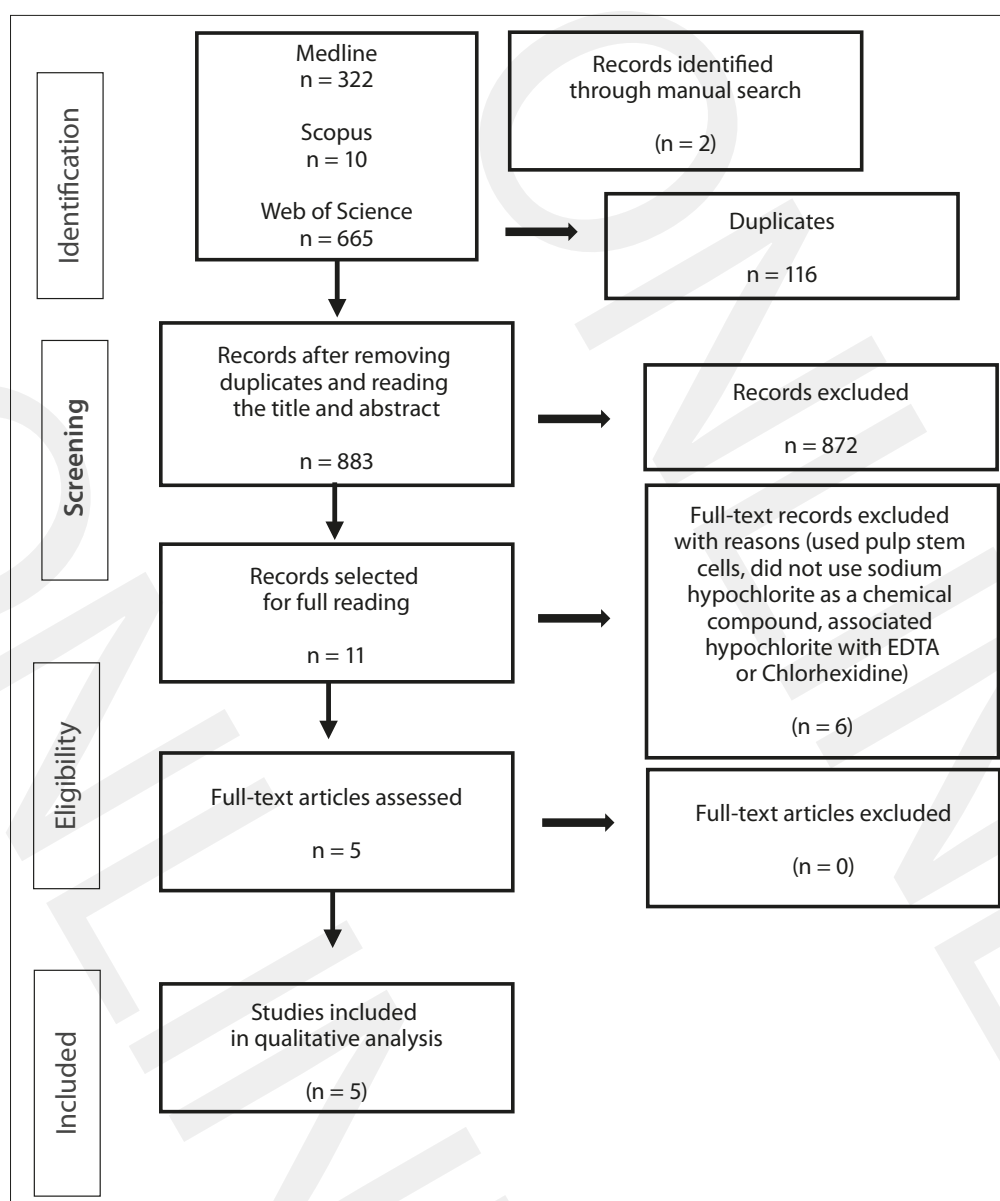 Identification
Medline
n = 322
Scopus
n = 10
Web of Science
n = 665
Records identified
through manual search
(n = 2)
Duplicates
n = 116
Screening
Records after removing
duplicates and reading
the title and abstract
n = 883
Records excluded
n = 872
Records selected
for full reading
n = 11
Full-text records excluded
with reasons (used pulp stem
cells, did not use sodium
hypochlorite as a chemical
compound, associated
hypochlorite with EDTA
or Chlorhexidine)
(n = 6)
Eligibility
Full-text articles assessed
n = 5
Full-text articles excluded
(n = 0)
Included
Studies included
in qualitative analysis
(n = 5)
ONLINE
ONLINE